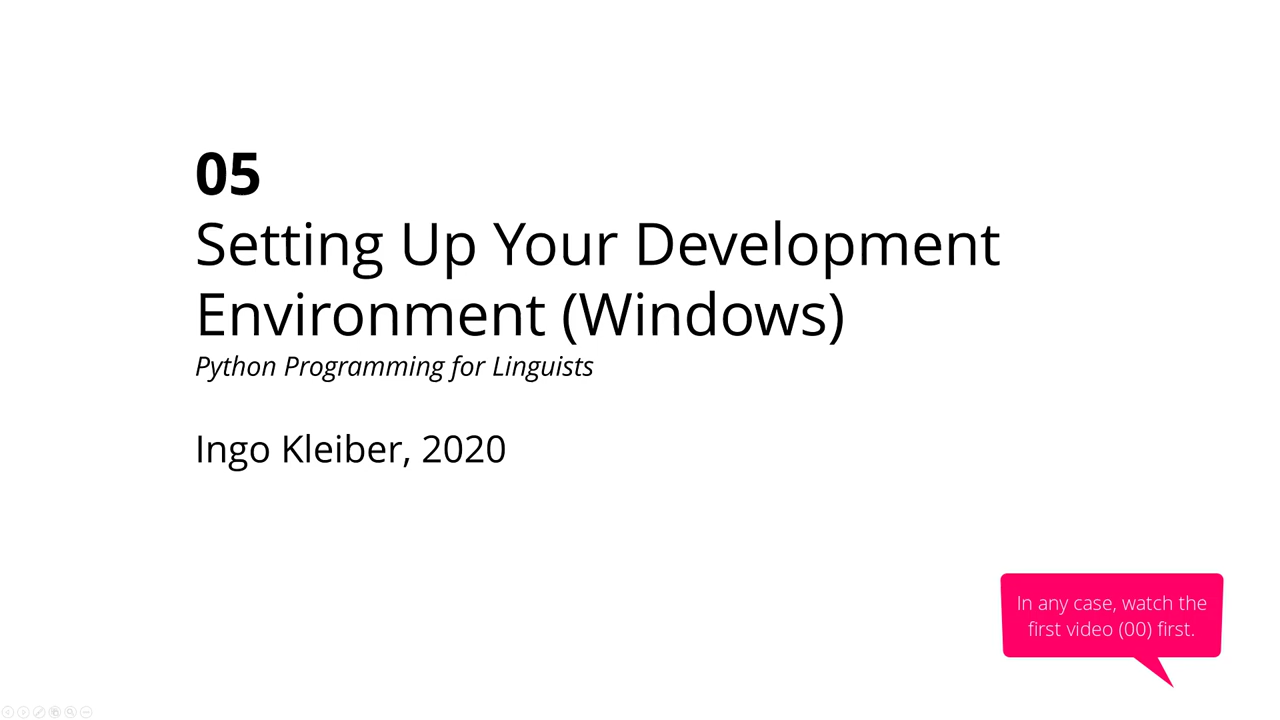 05
Setting Up Your Development
Environment (Windows)
Python Programming for Linguists
Ingo Kleiber, 2020
In any case, watch the
first video (00) first.